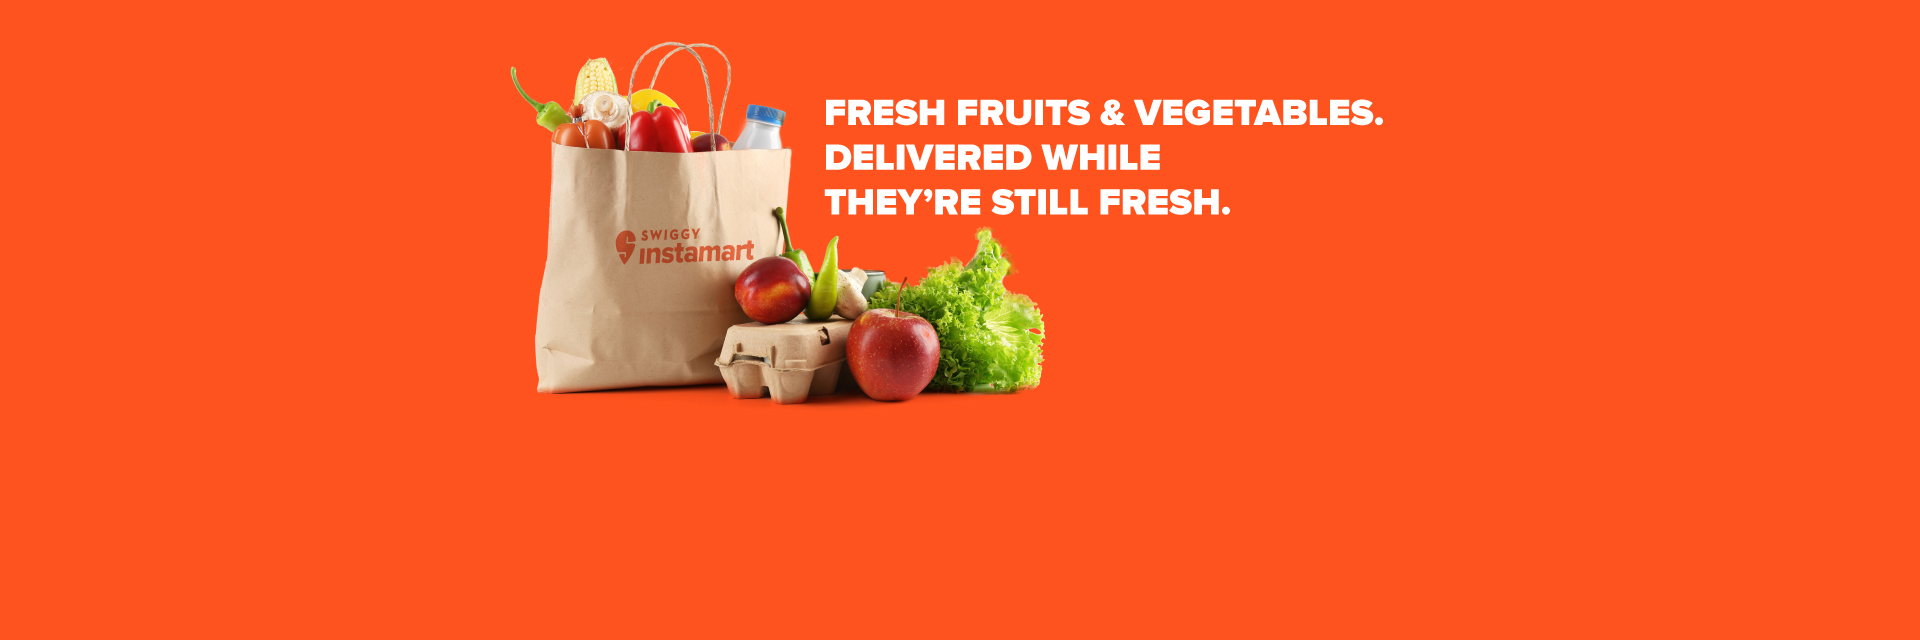 FRESH FRUITS & VEGETABLES.
DELIVERED WHILE
THEY’RE STILL FRESH.
SWIGGY
instamart